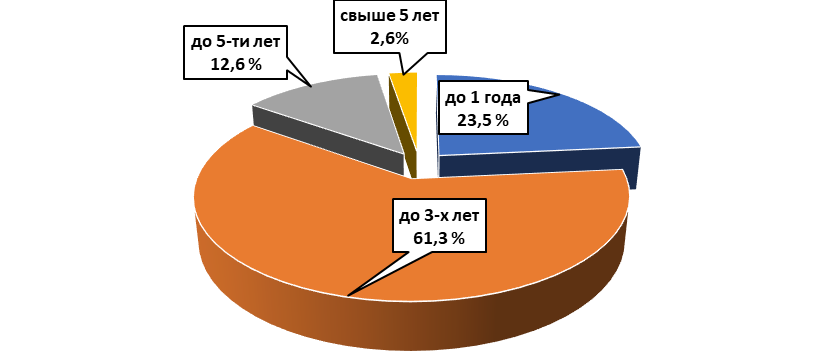 свыше 5 лет
2,6%
до 5-ти лет
12,6 %
до 1 года
23,5 %
до 3-х лет
61,3 %